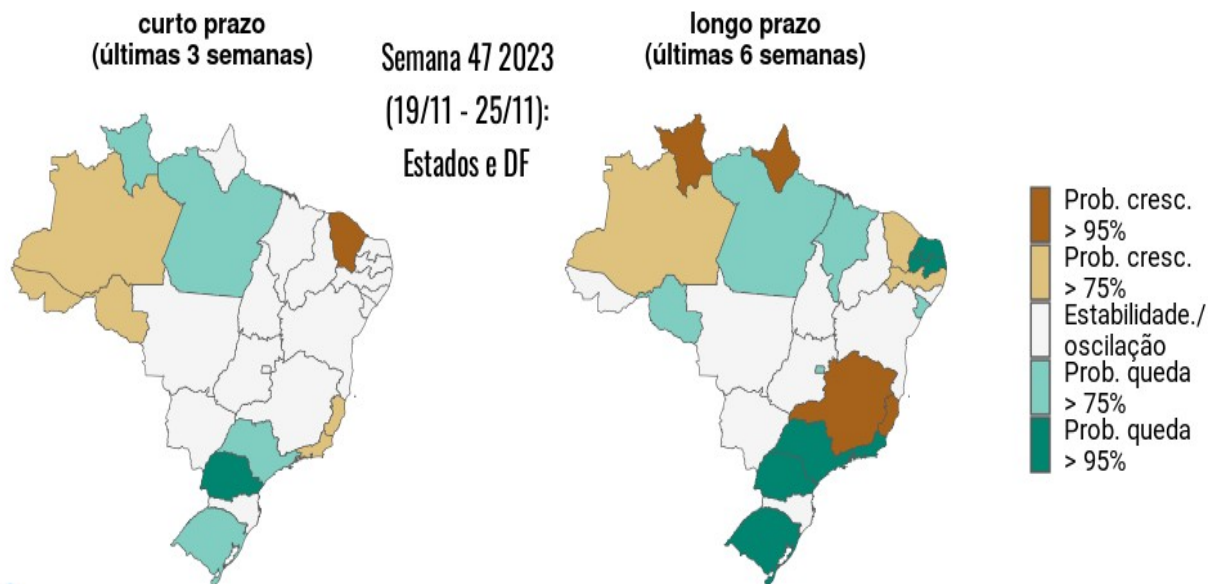 curto prazo
(últimas 3 semanas)
Semana 47 2023
(19/11 - 25/11):
Estados e DF
longo prazo
(últimas 6 semanas)
Prob. cresc.
> 95%
Prob. cresc.
> 75%
Estabilidade./
oscilação
Prob. queda
> 75%
Prob. queda
> 95%